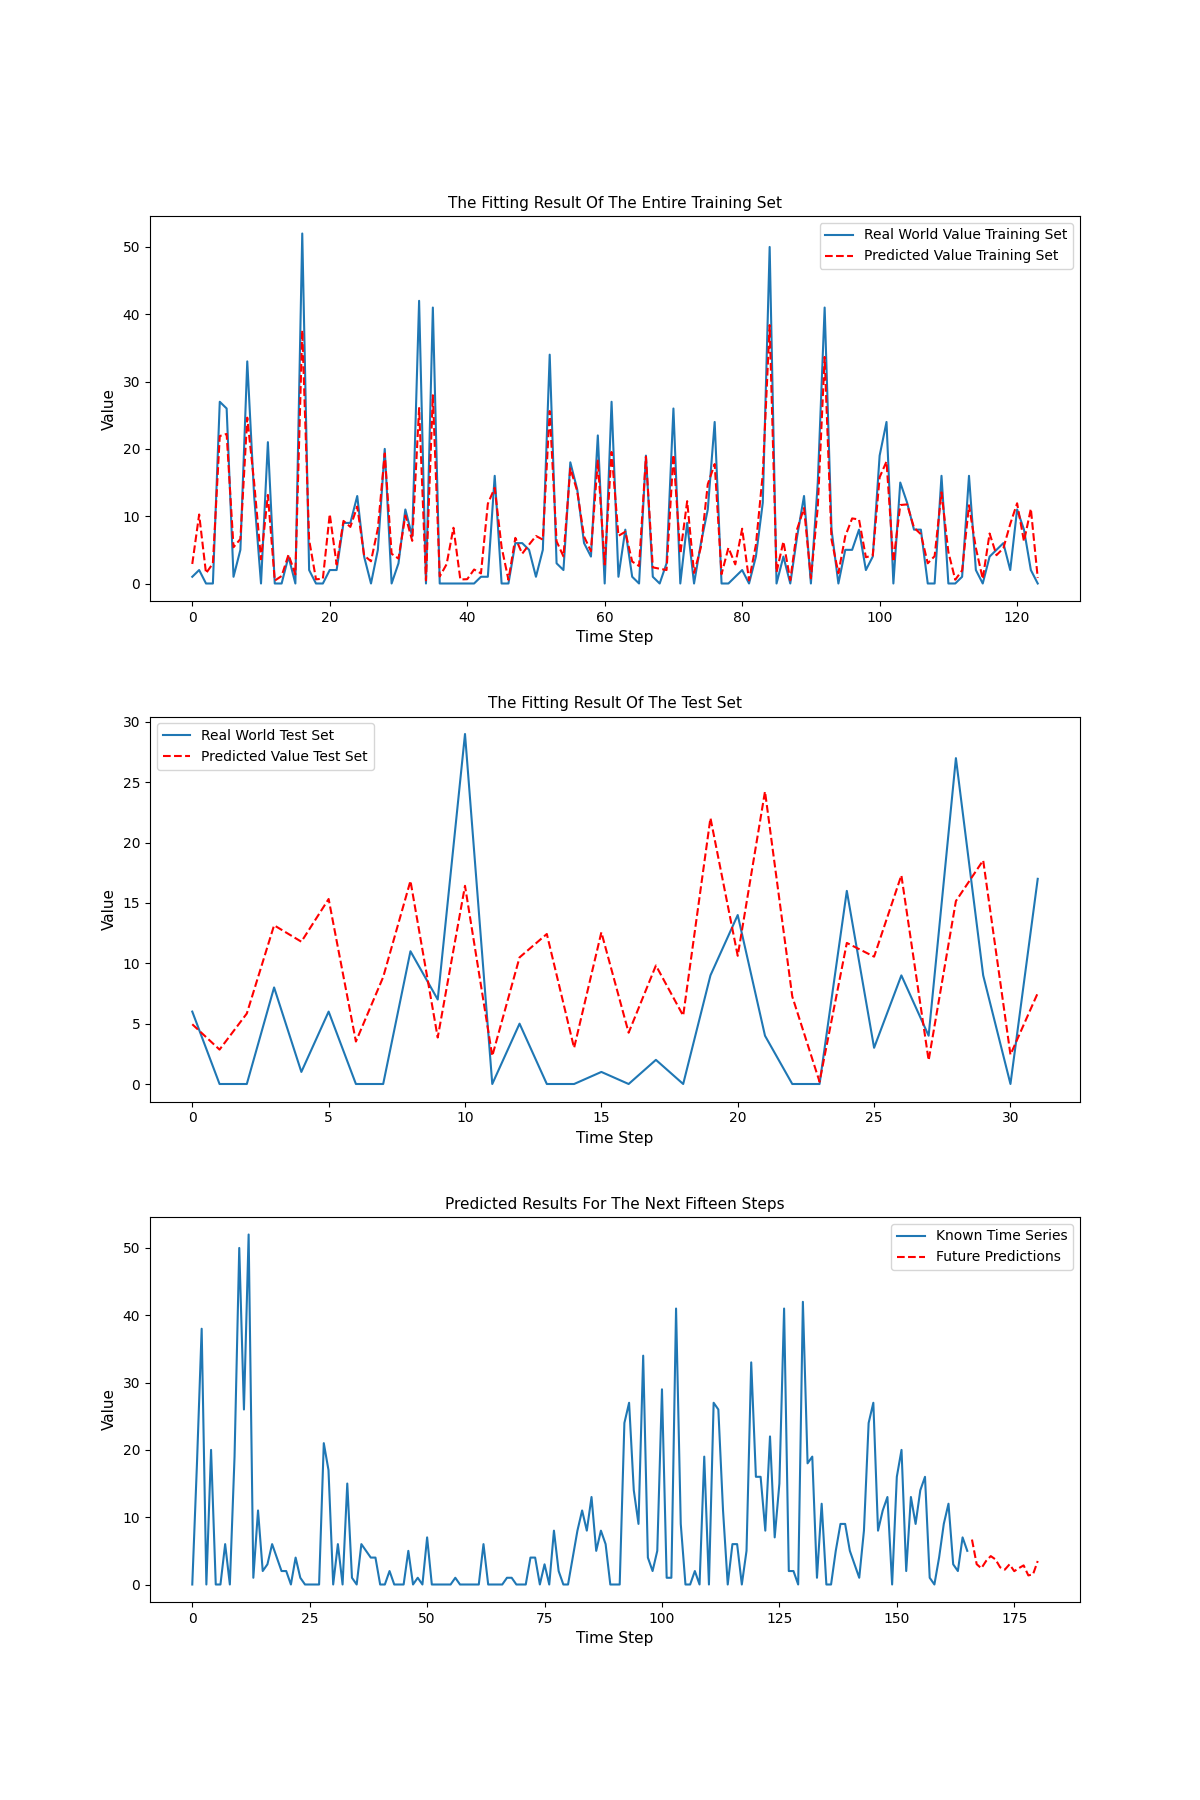 The Fitting Result Of The Entire Training Set
Real World Value Training Set
Predicted Value Training Set
50
40
30
20
10
0
Value
0 20 40 60 80 100 120
Time Step
The Fitting Result Of The Test Set
Real World Test Set
Predicted Value Test Set
30
25
20
15
10
5
0
Value
0 5 10 15 20 25 30
Time Step
Predicted Results For The Next Fifteen Steps
Known Time Series
Future Predictions
50
40
30
20
10
0
Value
0 25 50 75 100 125 150 175
Time Step